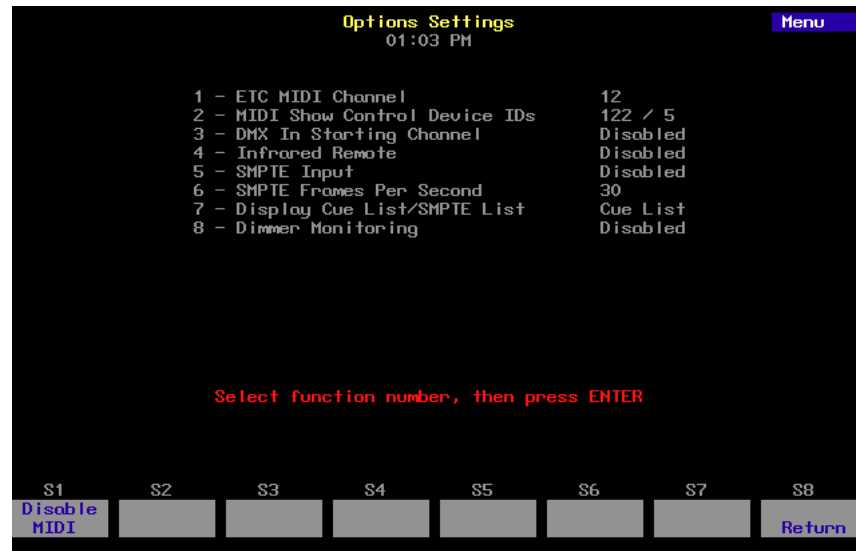 Options Settings Menu
01:03 PM
1 - ETC MIDI Channel 12
2 - MIDI Show Control Device IDs 122 / 5
3 - DMX In Starting Channel Disabled
4 - Infrared Remote Disabled
5 - SMPTE Input Disabled
6 - SMPTE Frames Per Second 30
7 - Display Cue List/SMPTE List Cue List
8 - Dimmer Monitoring Disabled
Select function number, then press ENTER
S1 S2 S3 S4 S5 S6 S7 S8
Disable
MIDI Return